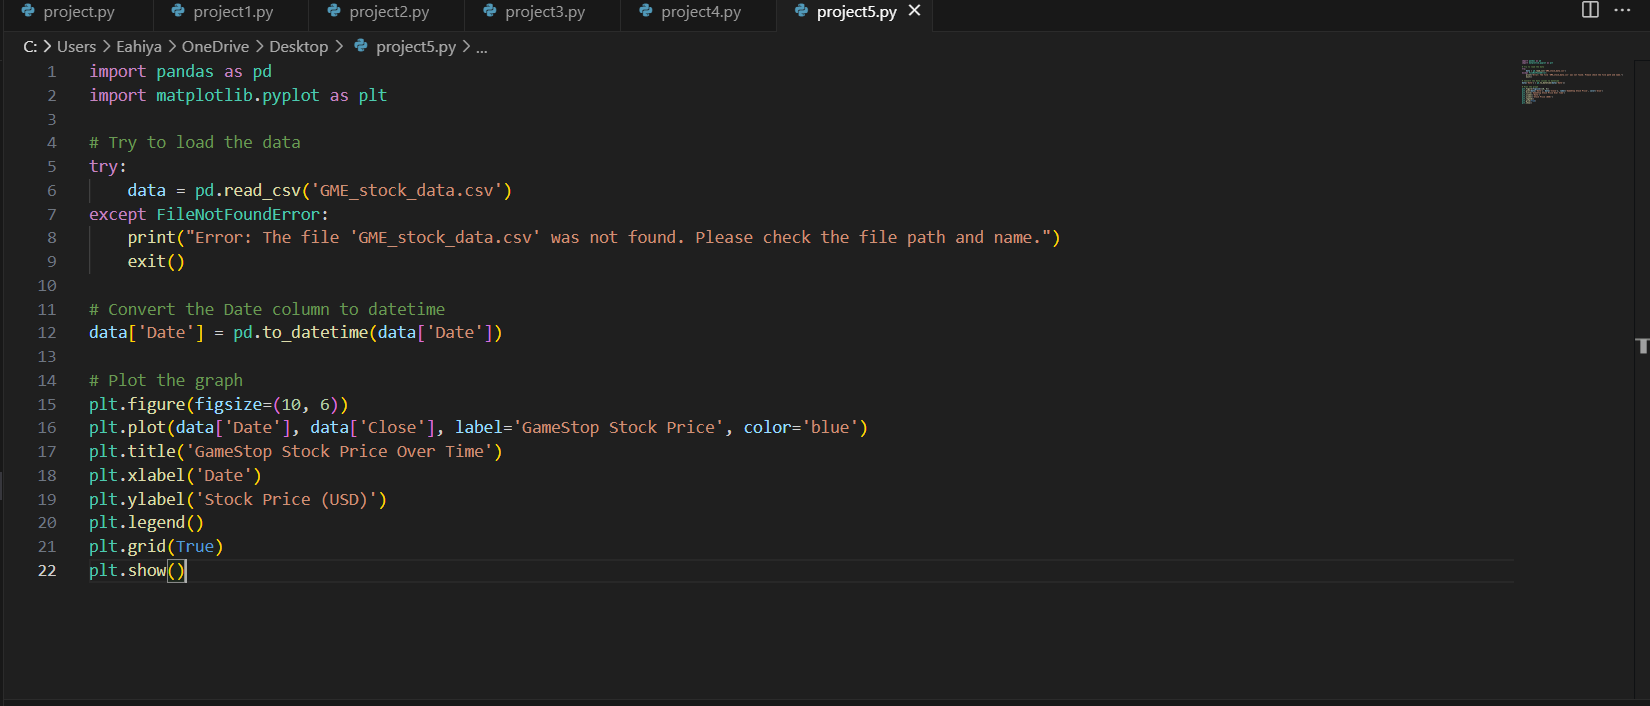 project.py project1.py project2.py project3.py project4.py project5.py
C: > Users > Eahiya > OneDrive > Desktop > project5.py > ...
1 import pandas as pd
2 import matplotlib.pyplot as plt
3
4 # Try to load the data
5 try:
6     data = pd.read_csv('GME_stock_data.csv')
7 except FileNotFoundError:
8     print("Error: The file 'GME_stock_data.csv' was not found. Please check the file path and name.")
9     exit()
10
11 # Convert the Date column to datetime
12 data['Date'] = pd.to_datetime(data['Date'])
13
14 # Plot the graph
15 plt.figure(figsize=(10, 6))
16 plt.plot(data['Date'], data['Close'], label='GameStop Stock Price', color='blue')
17 plt.title('GameStop Stock Price Over Time')
18 plt.xlabel('Date')
19 plt.ylabel('Stock Price (USD)')
20 plt.legend()
21 plt.grid(True)
22 plt.show()